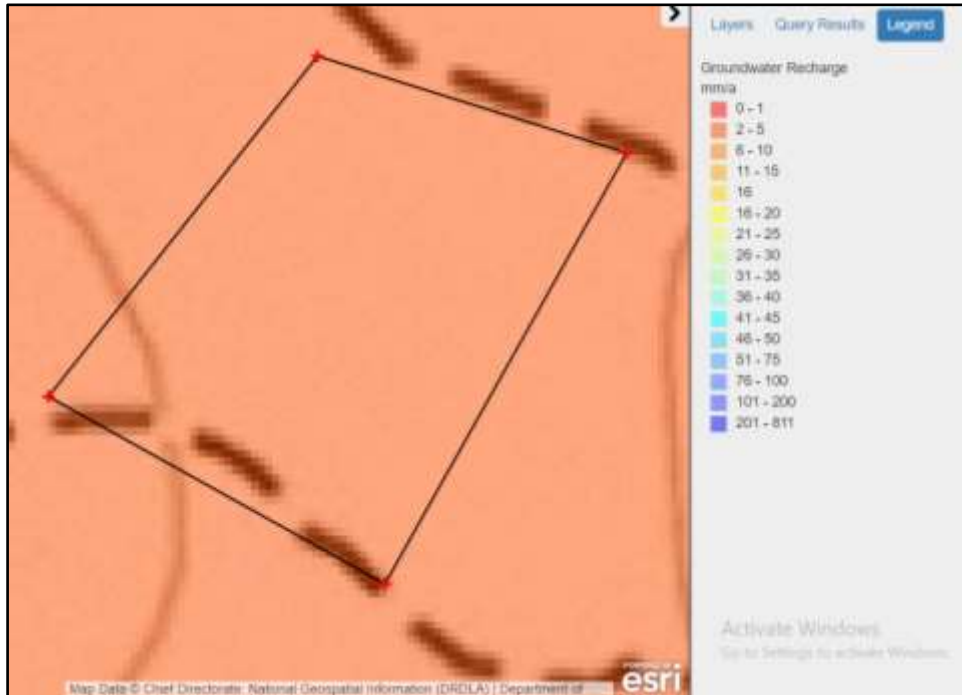 Layers Query Results Legend
Groundwater Recharge
mm/a
0 - 1
2 - 5
6 - 10
11 - 15
16
16 - 20
21 - 25
26 - 30
31 - 35
36 - 40
41 - 45
46 - 50
51 - 75
76 - 100
101 - 200
201 - 811
Activate Windows
Go to Settings to activate Windows.
POWERED BY
esri
Map Data © Chief Directorate: National Geospatial Information (DRDLA) | Department of